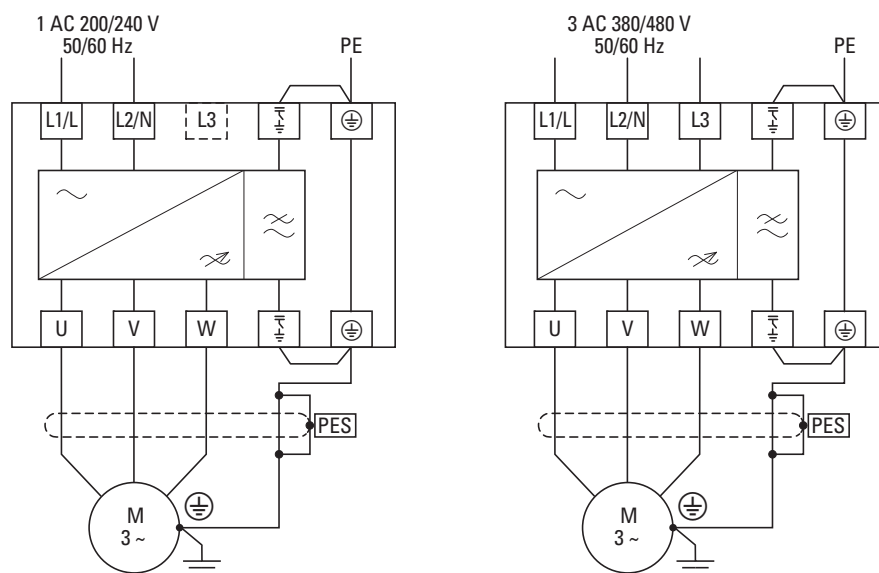 1 AC 200/240 V
50/60 Hz
PE
L1/L L2/N L3
U V W
PES
M
3 ~
3 AC 380/480 V
50/60 Hz
PE
L1/L L2/N L3
U V W
PES
M
3 ~